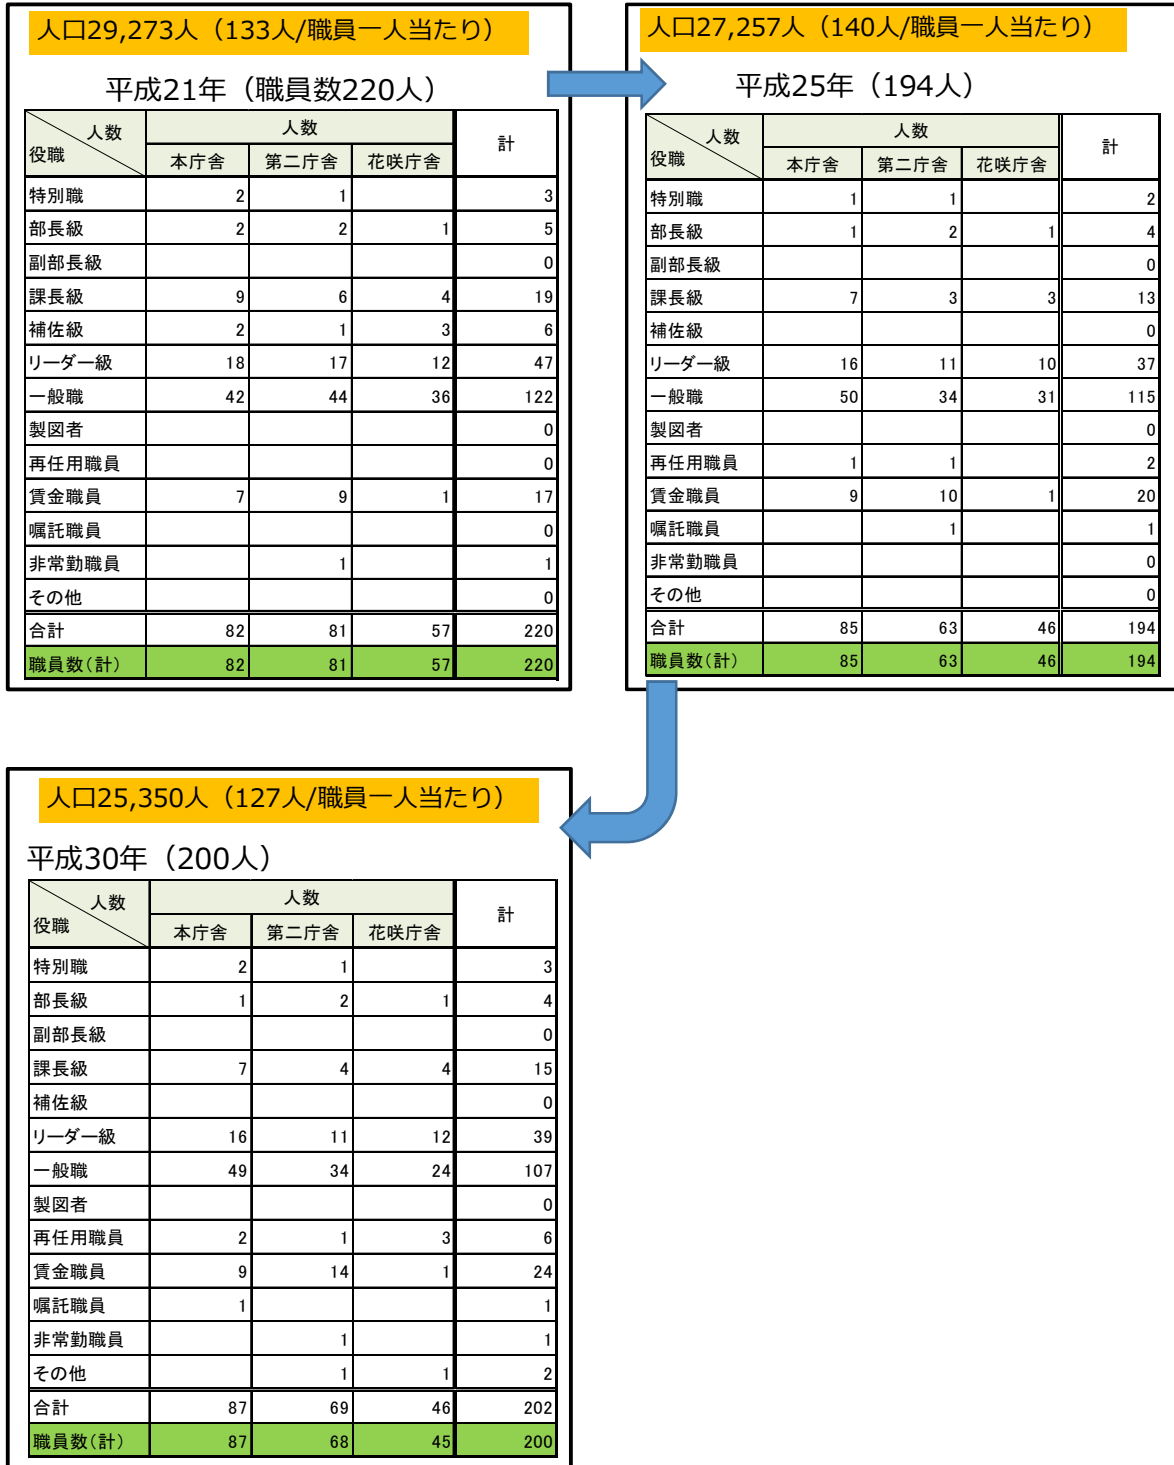 人口29,273人（133人/職員一人当たり）
平成21年（職員数220人）
人数 人数 計
役職 本庁舎 第二庁舎 花咲庁舎
特別職 2 1 3
部長級 2 2 1 5
副部長級 0
課長級 9 6 4 19
補佐級 2 1 3 6
リーダー級 18 17 12 47
一般職 42 44 36 122
製図者 0
再任用職員 0
賃金職員 7 9 1 17
嘱託職員 0
非常勤職員 1 1
その他 0
合計 82 81 57 220
職員数(計) 82 81 57 220
人口27,257人（140人/職員一人当たり）
平成25年（194人）
人数 人数 計
役職 本庁舎 第二庁舎 花咲庁舎
特別職 1 1 2
部長級 1 2 1 4
副部長級 0
課長級 7 3 3 13
補佐級 0
リーダー級 16 11 10 37
一般職 50 34 31 115
製図者 0
再任用職員 1 1 2
賃金職員 9 10 1 20
嘱託職員 1 1
非常勤職員 0
その他 0
合計 85 63 46 194
職員数(計) 85 63 46 194
人口25,350人（127人/職員一人当たり）
平成30年（200人）
人数 人数 計
役職 本庁舎 第二庁舎 花咲庁舎
特別職 2 1 3
部長級 1 2 1 4
副部長級 0
課長級 7 4 4 15
補佐級 0
リーダー級 16 11 12 39
一般職 49 34 24 107
製図者 0
再任用職員 2 1 3 6
賃金職員 9 14 1 24
嘱託職員 1 1
非常勤職員 1 1
その他 1 1 2
合計 87 69 46 202
職員数(計) 87 68 45 200